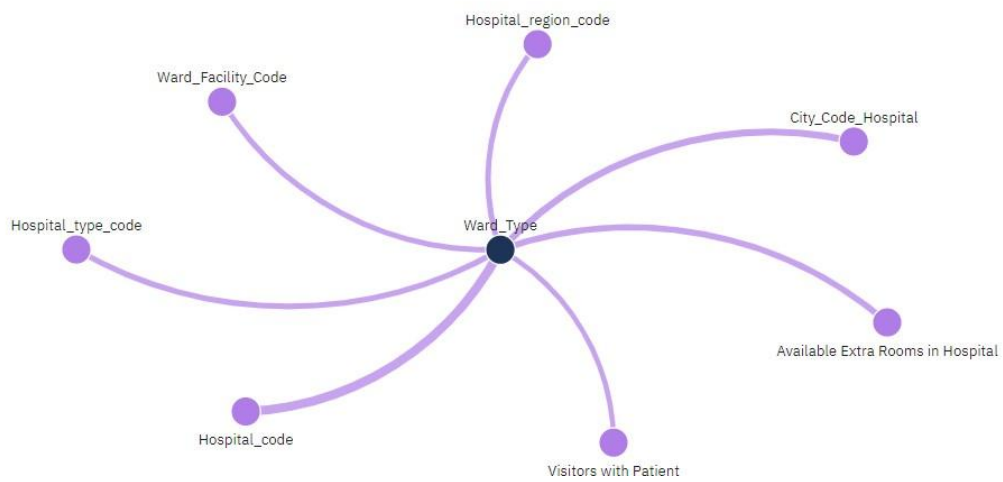 Hospital_region_code
Ward_Facility_Code
City_Code_Hospital
Hospital_type_code
Ward_Type
Available Extra Rooms in Hospital
Hospital_code
Visitors with Patient